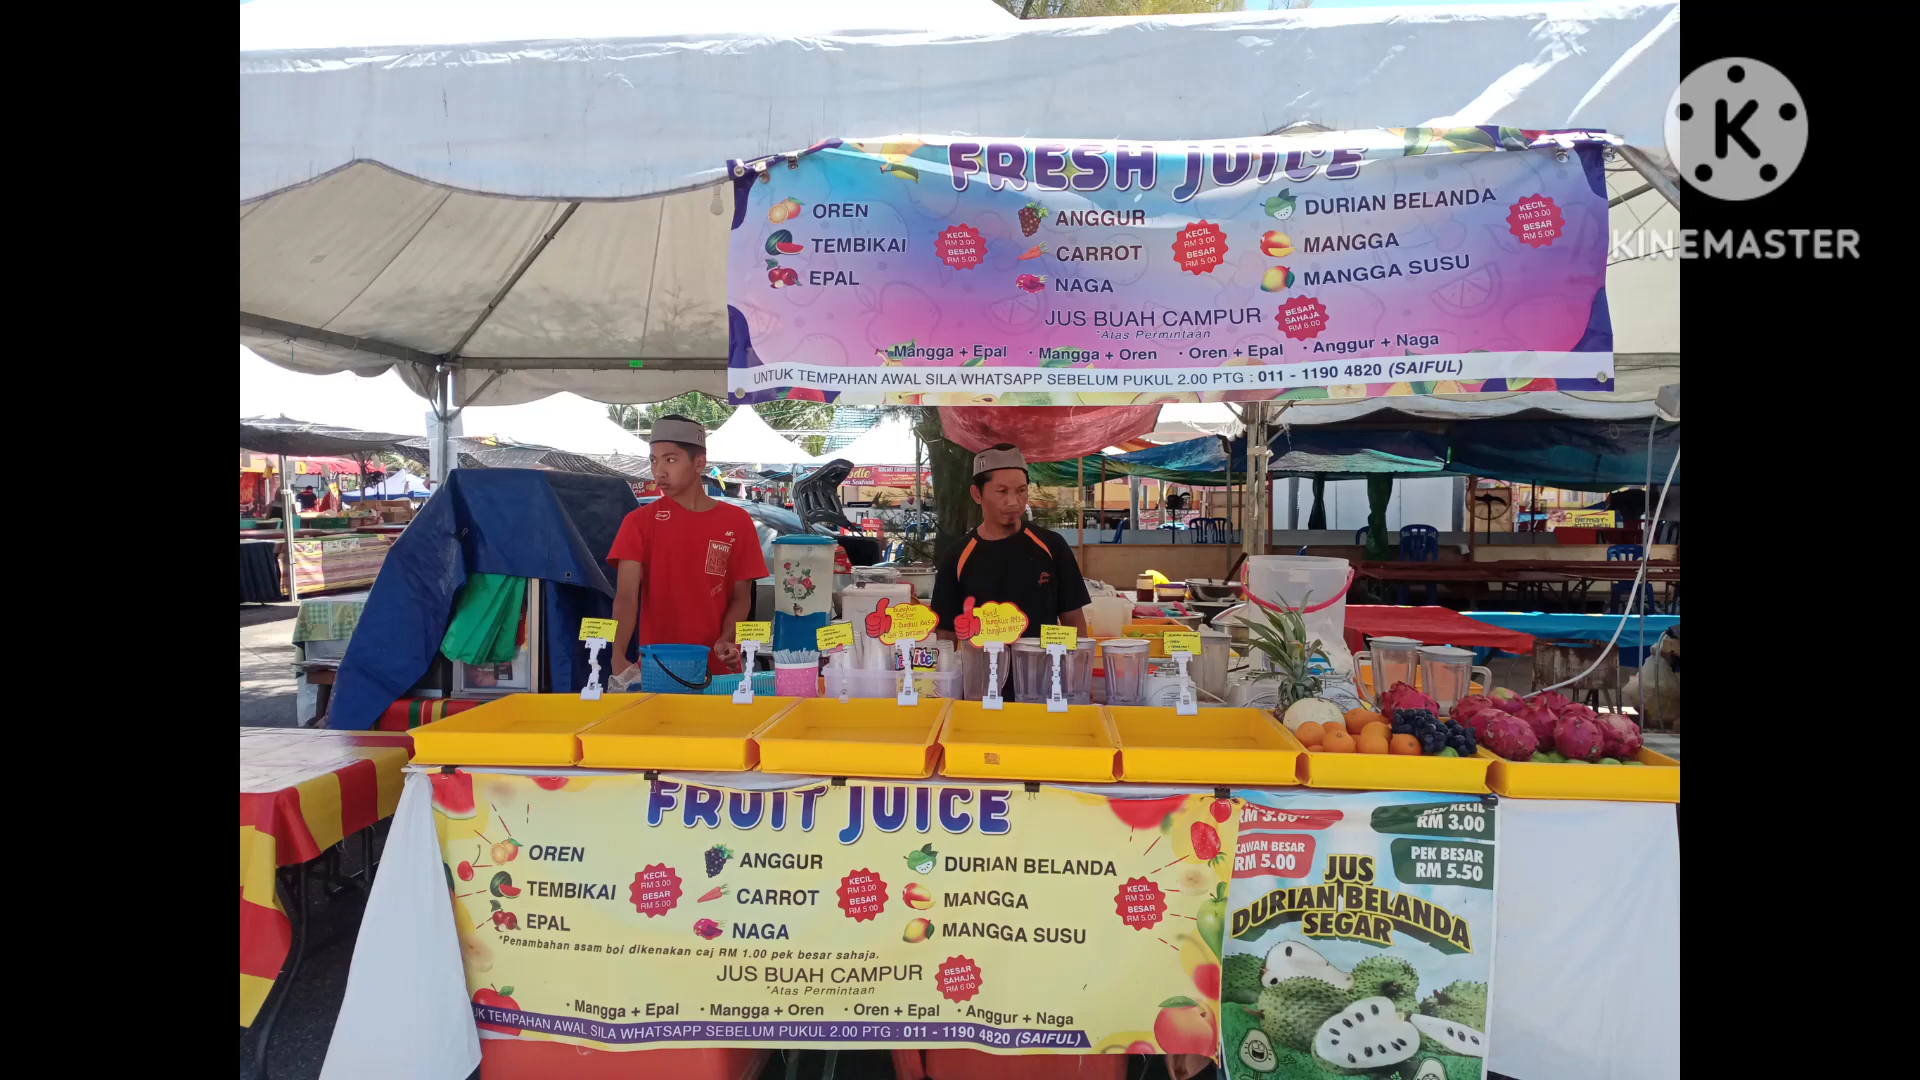 FRESH JUICE
OREN
TEMBIKAI
EPAL
KECIL
RM 3.00
BESAR
RM 5.00
ANGGUR
CARROT
NAGA
KECIL
RM 3.00
BESAR
RM 5.00
DURIAN BELANDA
MANGGA
MANGGA SUSU
KECIL
RM 3.00
BESAR
RM 5.00
JUS BUAH CAMPUR
*Atas Permintaan
BESAR
SAHAJA
RM 6.00
· Mangga + Epal · Mangga + Oren · Oren + Epal · Anggur + Naga
UNTUK TEMPAHAN AWAL SILA WHATSAPP SEBELUM PUKUL 2.00 PTG : 011 - 1190 4820 (SAIFUL)
K
KINEMASTER
FRUIT JUICE
OREN
TEMBIKAI
EPAL
KECIL
RM 3.00
BESAR
RM 5.00
ANGGUR
CARROT
NAGA
KECIL
RM 3.00
BESAR
RM 5.00
DURIAN BELANDA
MANGGA
MANGGA SUSU
KECIL
RM 3.00
BESAR
RM 5.00
*Penambahan asam boi dikenakan caj RM 1.00 pek besar sahaja.
JUS BUAH CAMPUR
*Atas Permintaan
BESAR
SAHAJA
RM 6.00
· Mangga + Epal · Mangga + Oren · Oren + Epal · Anggur + Naga
TEMPAHAN AWAL SILA WHATSAPP SEBELUM PUKUL 2.00 PTG : 011 - 1190 4820 (SAIFUL)
RM 3.00
CAWAN BESAR
RM 5.00
PEK KECIL
RM 3.00
PEK BESAR
RM 5.50
JUS
DURIAN BELANDA
SEGAR